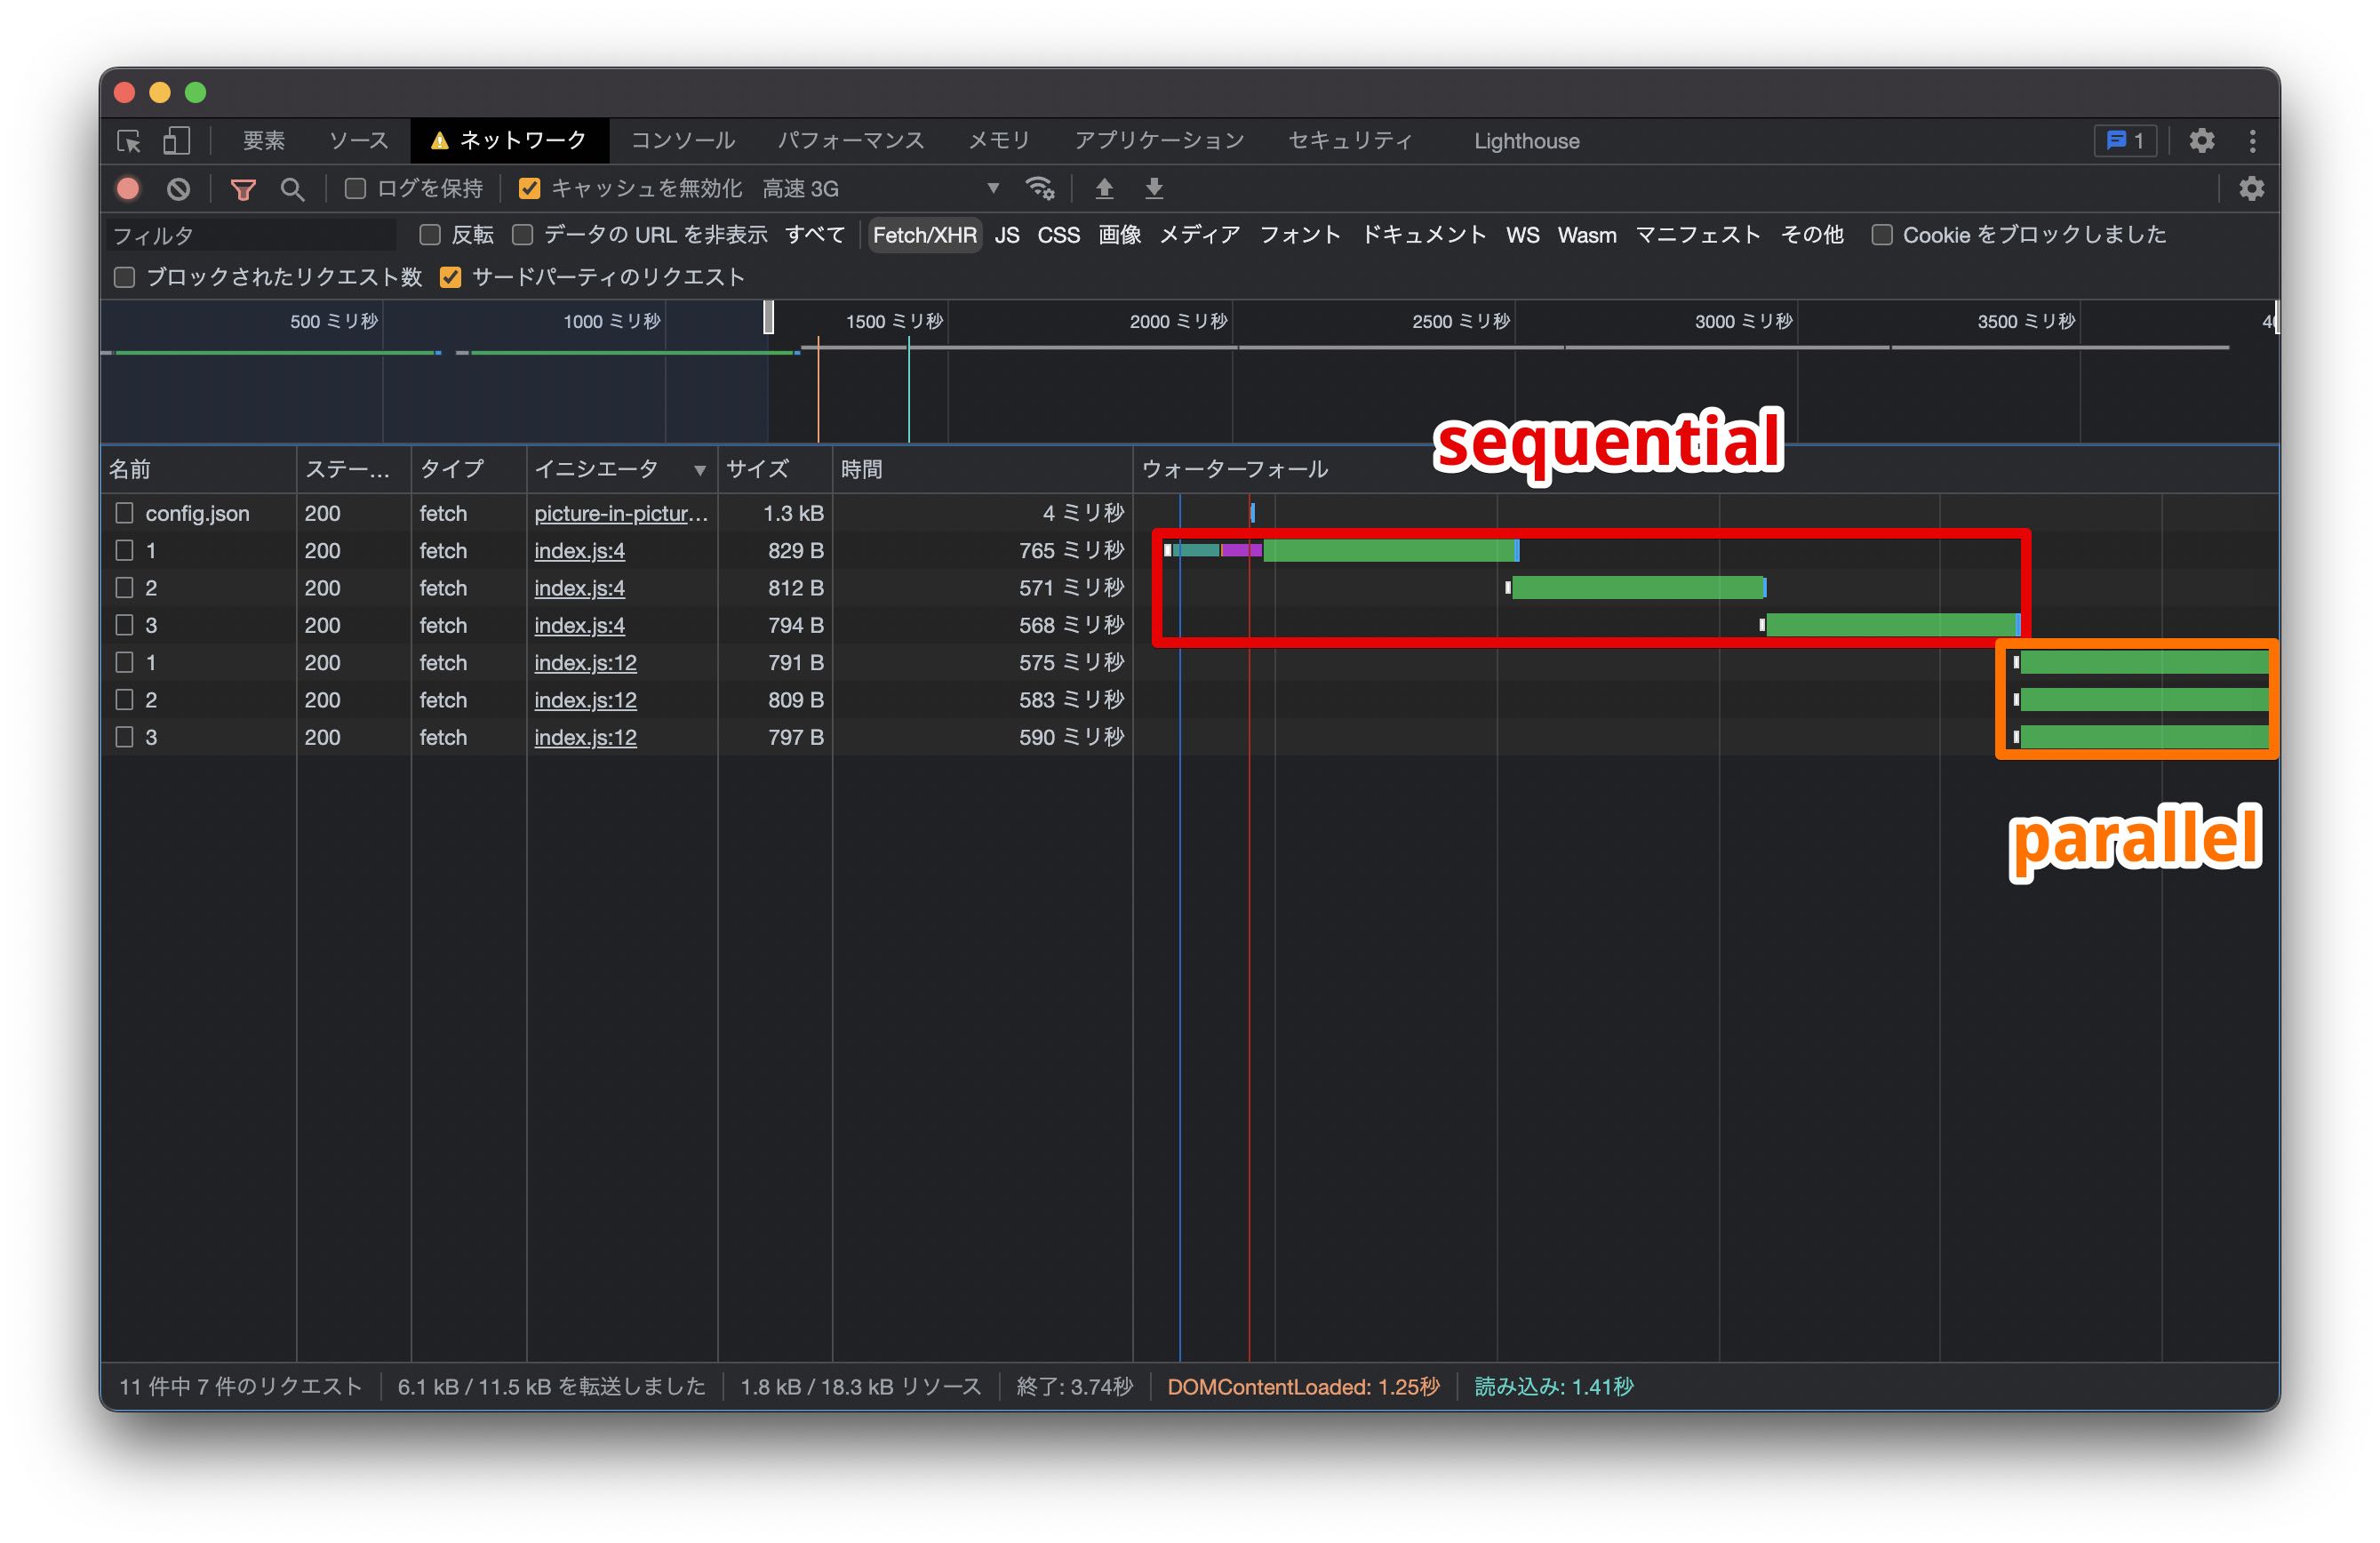 要素 ソース ネットワーク コンソール パフォーマンス メモリ アプリケーション セキュリティ Lighthouse 1
ログを保持 キャッシュを無効化 高速 3G
フィルタ 反転 データの URL を非表示 すべて Fetch/XHR JS CSS 画像 メディア フォント ドキュメント WS Wasm マニフェスト その他 Cookie をブロックしました
ブロックされたリクエスト数 サードパーティのリクエスト
500 ミリ秒 1000 ミリ秒 1500 ミリ秒 2000 ミリ秒 2500 ミリ秒 3000 ミリ秒 3500 ミリ秒
sequential
名前 ステー... タイプ イニシエータ サイズ 時間 ウォーターフォール
config.json 200 fetch picture-in-pictur... 1.3 kB 4 ミリ秒
1 200 fetch index.js:4 829 B 765 ミリ秒
2 200 fetch index.js:4 812 B 571 ミリ秒
3 200 fetch index.js:4 794 B 568 ミリ秒
1 200 fetch index.js:12 791 B 575 ミリ秒
2 200 fetch index.js:12 809 B 583 ミリ秒
3 200 fetch index.js:12 797 B 590 ミリ秒
parallel
11 件中 7 件のリクエスト 6.1 kB / 11.5 kB を転送しました 1.8 kB / 18.3 kB リソース 終了: 3.74秒 DOMContentLoaded: 1.25秒 読み込み: 1.41秒